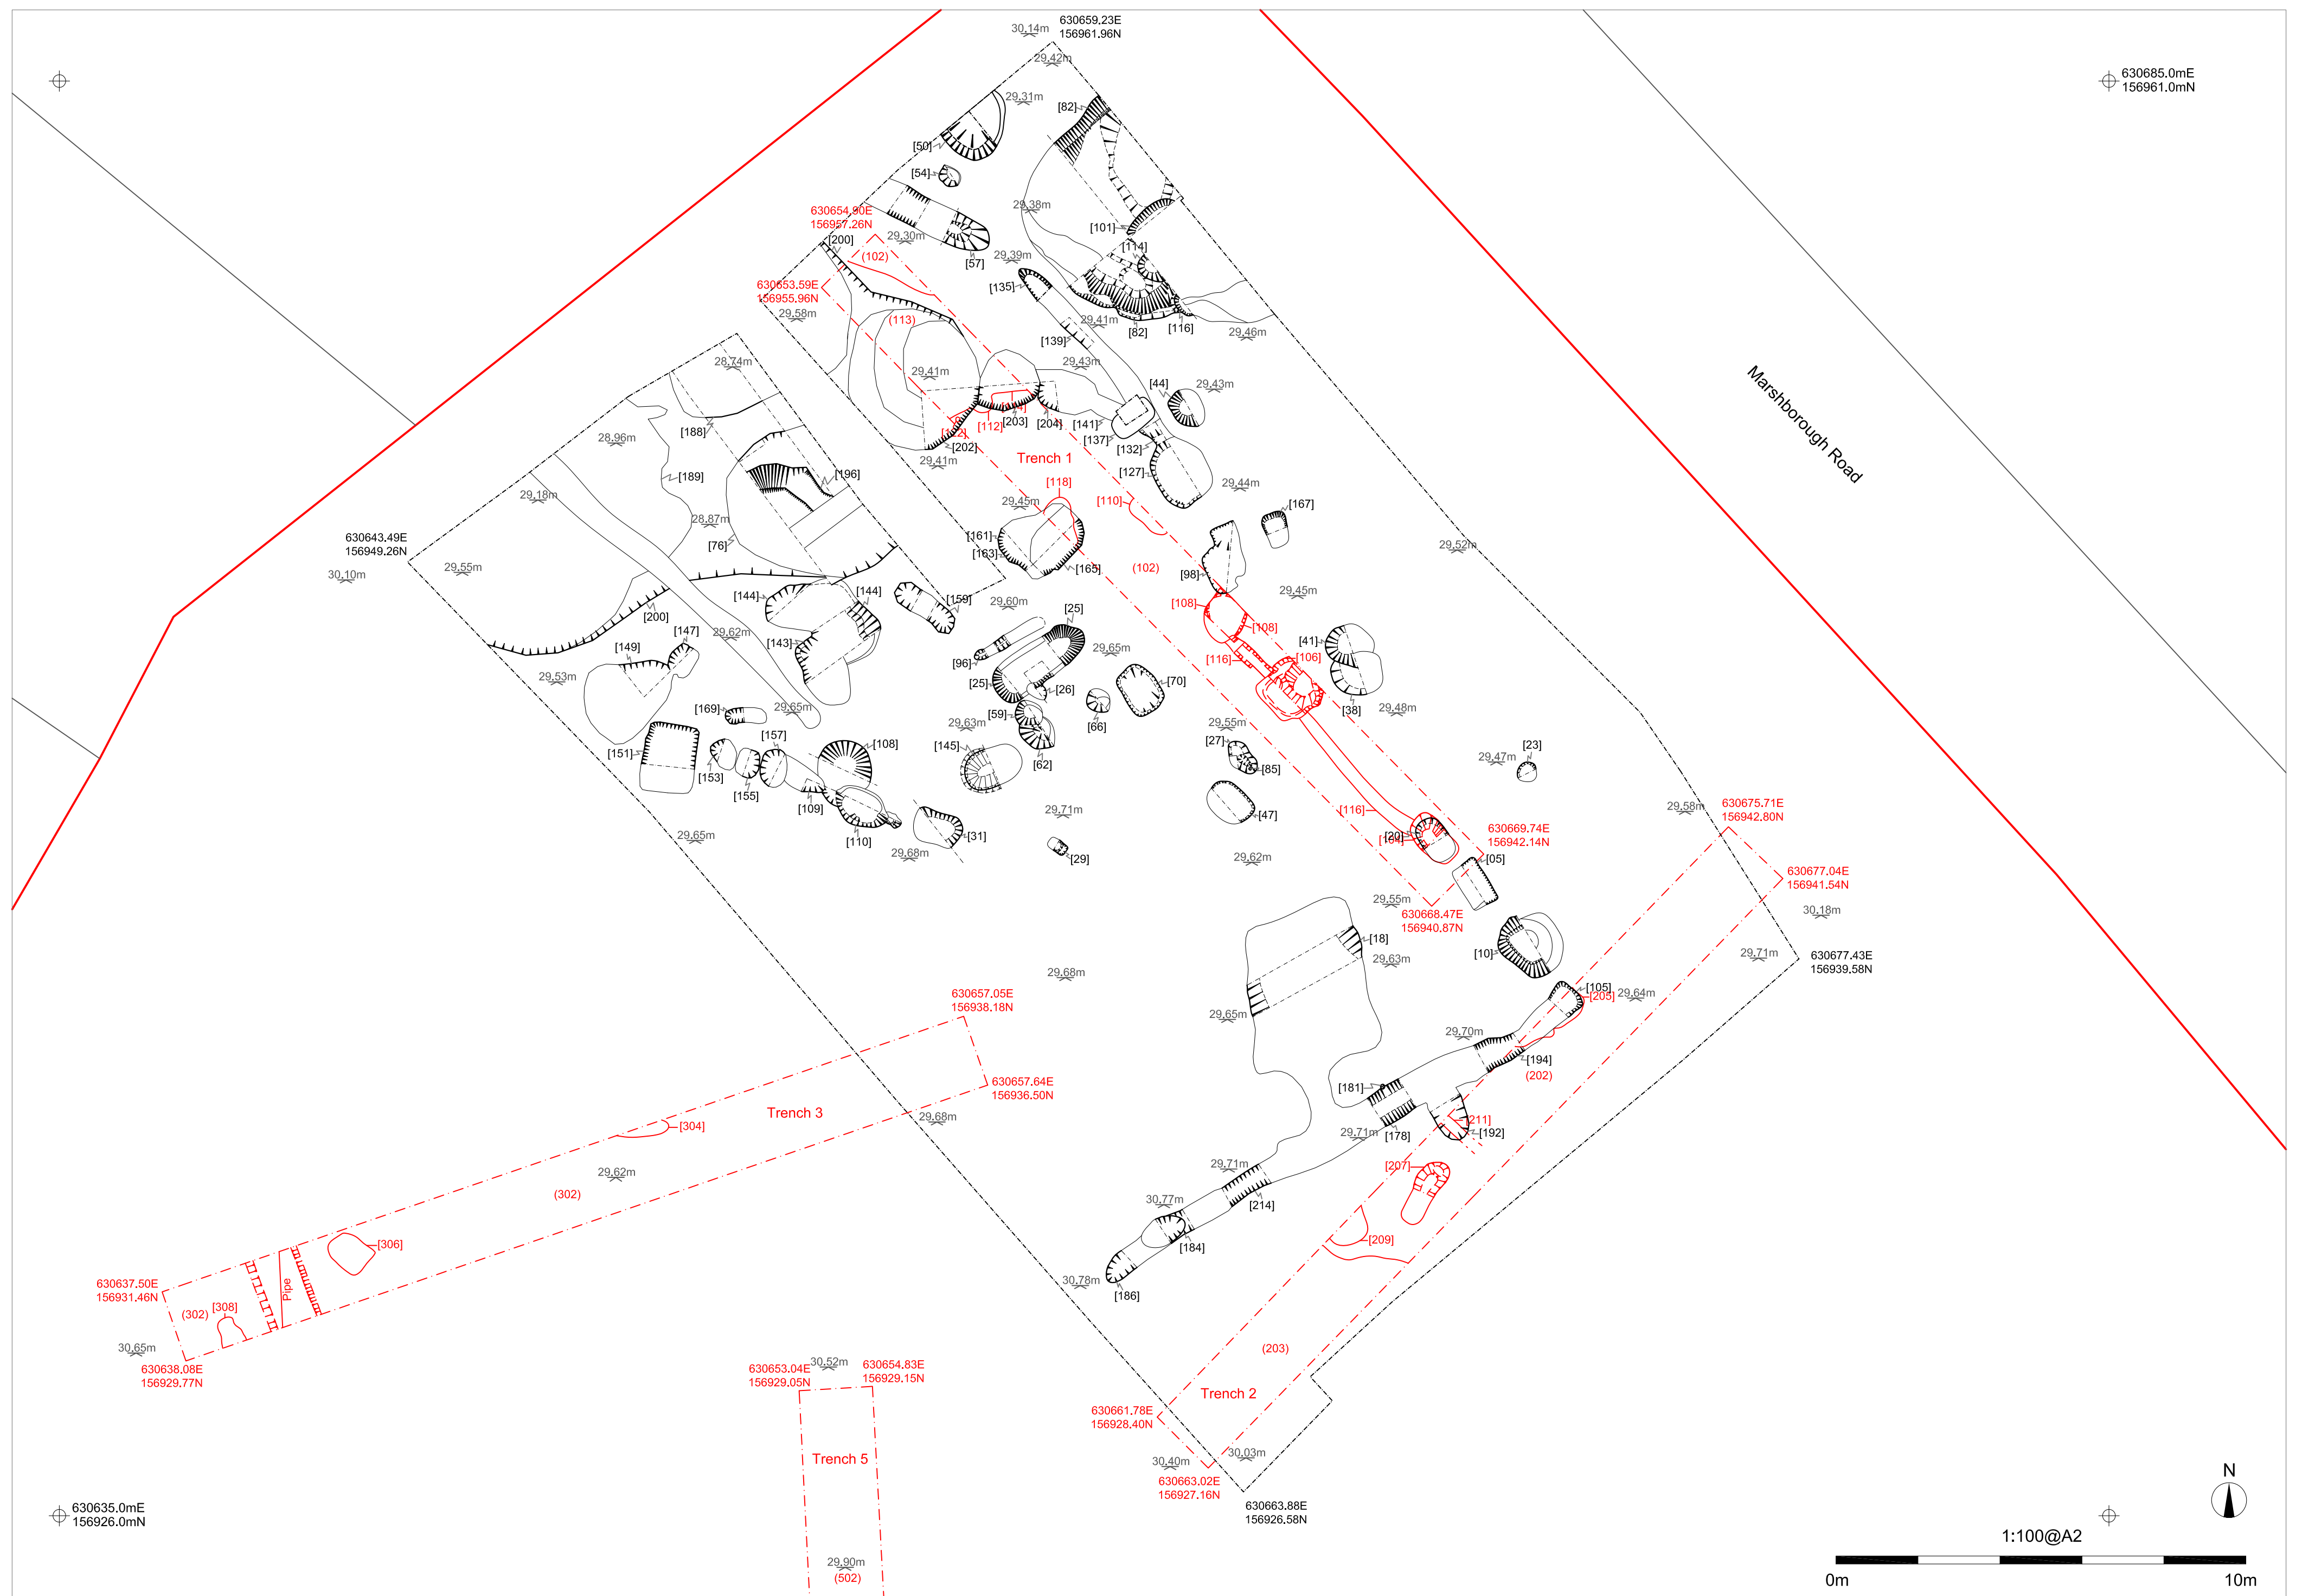 630659.23E
156961.96N
30.14m
29.42m
630685.0mE
156961.0mN
29.31m
[82]
[50]
[54]
29.38m
630654.90E
156957.26N
[200]
29.30m
[57]
[101]
[114]
(102)
29.39m
[135]
630653.59E
156955.96N
29.58m
(113)
29.41m
[82]
[116]
29.46m
[139]
29.43m
28.74m
29.41m
[44]
29.43m
Marshborough Road
[112]
[203]
[204]
[141]
[137]
[132]
[202]
29.41m
Trench 1
[127]
28.96m
[188]
[189]
[196]
29.18m
28.87m
[76]
[118]
29.45m
[110]
29.44m
[167]
630643.49E
156949.26N
30.10m
29.55m
[161]
[163]
[165]
(102)
[98]
29.52m
29.45m
[144]
[144]
[159]
29.60m
[25]
[108]
[108]
[200]
[147]
29.62m
[149]
[143]
[96]
29.65m
[116]
[106]
[41]
29.53m
[25]
[26]
[70]
[38]
29.48m
[169]
29.65m
[59]
[66]
29.63m
29.55m
[151]
[153]
[155]
[157]
[108]
[145]
[62]
[27]
[85]
29.47m
[23]
[109]
[110]
[31]
29.71m
[47]
[116]
29.58m
630675.71E
156942.80N
29.65m
29.68m
[29]
29.62m
[20]
630669.74E
156942.14N
[05]
630677.04E
156941.54N
29.55m
630668.47E
156940.87N
30.18m
[18]
29.63m
[10]
29.71m
630677.43E
156939.58N
29.68m
630657.05E
156938.18N
29.65m
[105]
[205]
29.64m
29.70m
[194]
(202)
630657.64E
156936.50N
Trench 3
29.68m
[181]
[178]
[211]
[192]
29.71m
[304]
29.62m
(302)
29.71m
[207]
[214]
30.77m
[184]
[209]
[306]
630637.50E
156931.46N
Pipe
(302)
[308]
30.78m
[186]
30.65m
630638.08E
156929.77N
(203)
630653.04E
156929.05N
30.52m
630654.83E
156929.15N
Trench 2
630661.78E
156928.40N
Trench 5
30.40m
30.03m
630663.02E
156927.16N
630663.88E
156926.58N
N
630635.0mE
156926.0mN
29.90m
(502)
1:100@A2
0m
10m